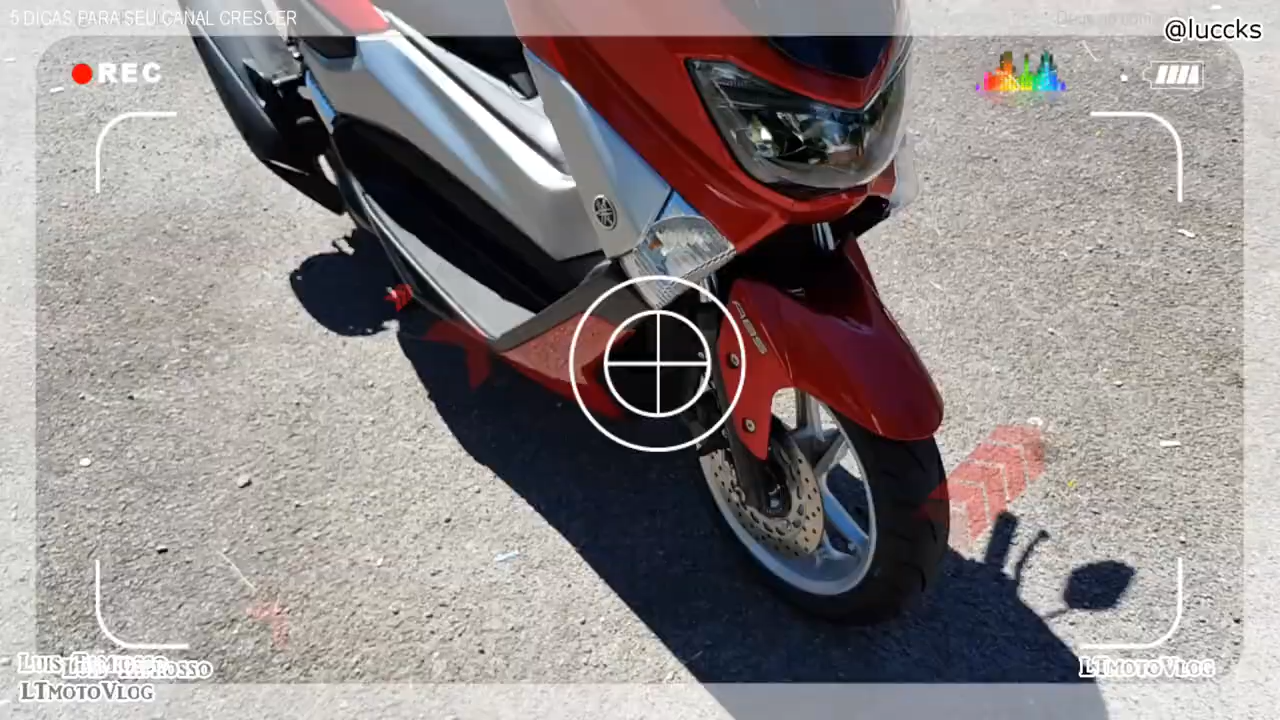 5 DICAS PARA SEU CANAL CRESCER
@luccks
REC
ABS
LTmotoVlog
LTmotoVlog